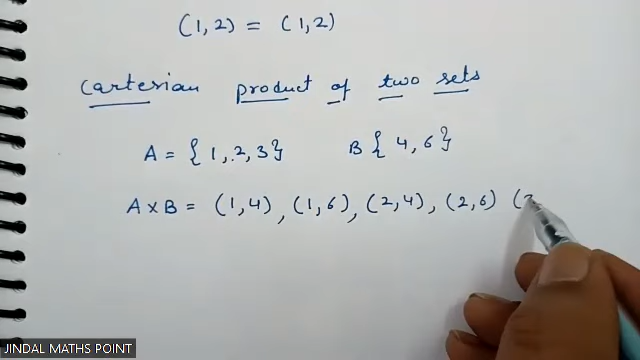 (1,2) = (1,2)
Carterian product of two sets
A = { 1, 2, 3} B { 4, 6}
A × B = (1,4), (1,6), (2,4), (2,6) (
JINDAL MATHS POINT